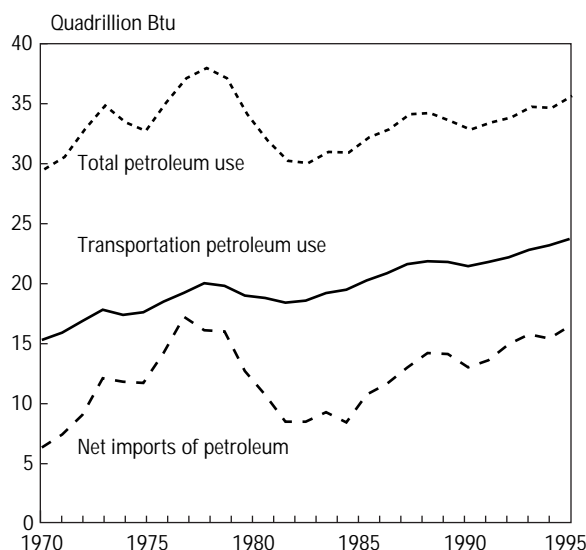 Quadrillion Btu
40
35
30
Total petroleum use
25
Transportation petroleum use
20
15
10
Net imports of petroleum
5
0
1970 1975 1980 1985 1990 1995